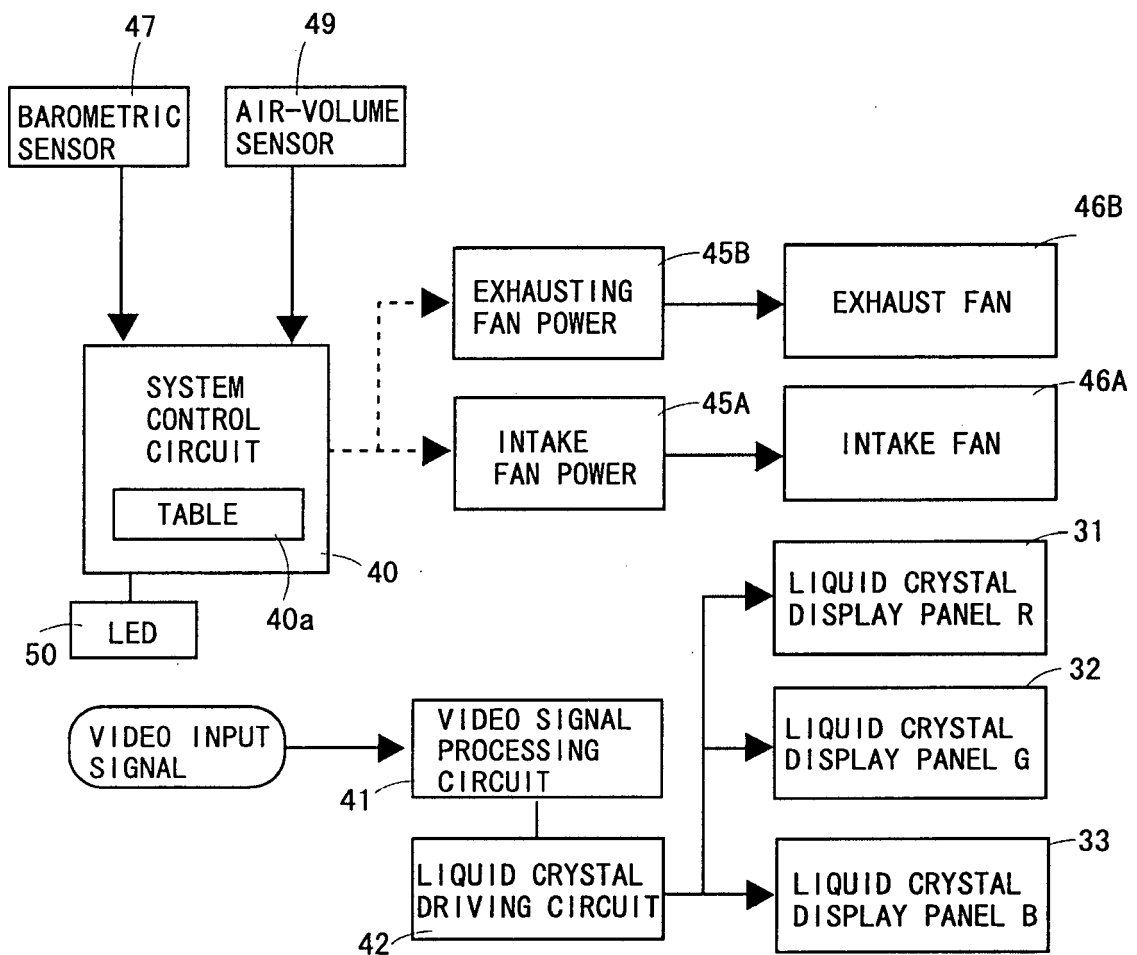 47
49
BAROMETRIC
SENSOR
AIR-VOLUME
SENSOR
46B
45B
EXHAUSTING
FAN POWER
EXHAUST FAN
SYSTEM
CONTROL
CIRCUIT
TABLE
40
40a
LED
50
45A
46A
INTAKE
FAN POWER
INTAKE FAN
31
LIQUID CRYSTAL
DISPLAY PANEL R
32
LIQUID CRYSTAL
DISPLAY PANEL G
33
LIQUID CRYSTAL
DISPLAY PANEL B
VIDEO INPUT
SIGNAL
VIDEO SIGNAL
PROCESSING
CIRCUIT
41
LIQUID CRYSTAL
DRIVING CIRCUIT
42